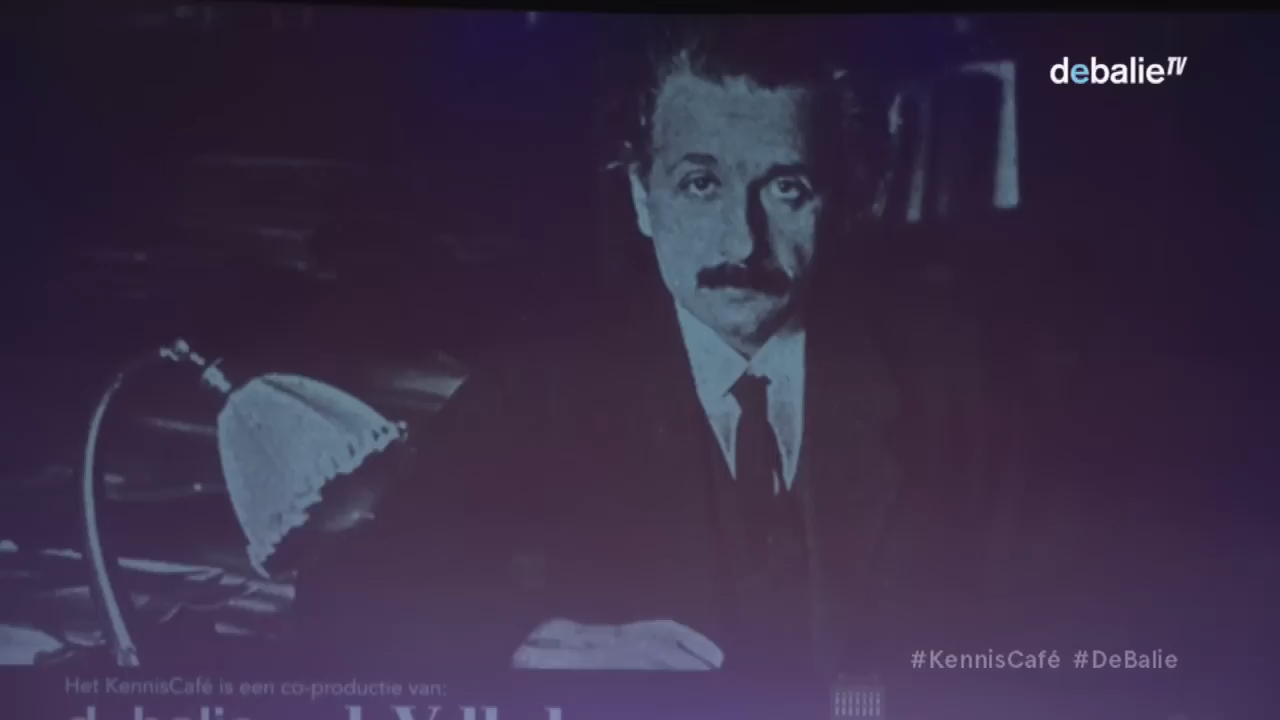 debalieTV
#KennisCafé #DeBalie
Het KennisCafé is een co-productie van: